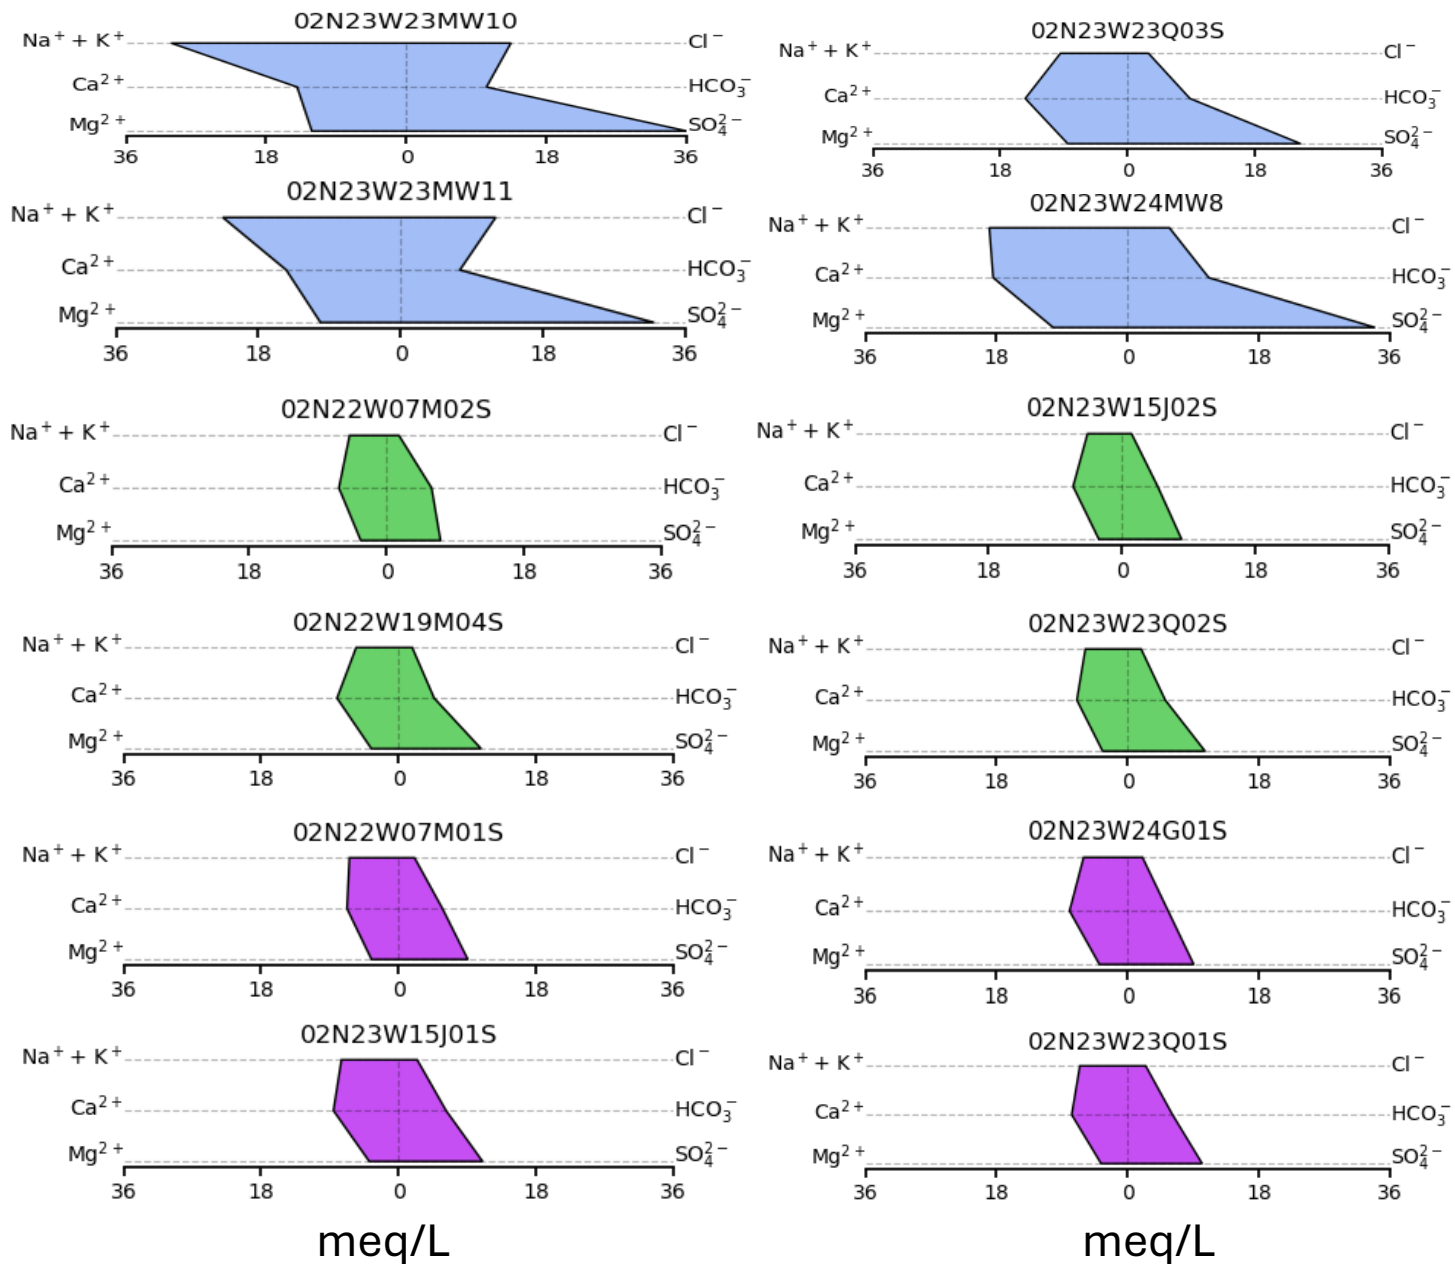 02N23W23MW10
Na⁺ + K⁺ Cl⁻
Ca²⁺ HCO₃⁻
Mg²⁺ SO₄²⁻
36 18 0 18 36
02N23W23Q03S
Na⁺ + K⁺ Cl⁻
Ca²⁺ HCO₃⁻
Mg²⁺ SO₄²⁻
36 18 0 18 36
02N23W23MW11
Na⁺ + K⁺ Cl⁻
Ca²⁺ HCO₃⁻
Mg²⁺ SO₄²⁻
36 18 0 18 36
02N23W24MW8
Na⁺ + K⁺ Cl⁻
Ca²⁺ HCO₃⁻
Mg²⁺ SO₄²⁻
36 18 0 18 36
02N22W07M02S
Na⁺ + K⁺ Cl⁻
Ca²⁺ HCO₃⁻
Mg²⁺ SO₄²⁻
36 18 0 18 36
02N23W15J02S
Na⁺ + K⁺ Cl⁻
Ca²⁺ HCO₃⁻
Mg²⁺ SO₄²⁻
36 18 0 18 36
02N22W19M04S
Na⁺ + K⁺ Cl⁻
Ca²⁺ HCO₃⁻
Mg²⁺ SO₄²⁻
36 18 0 18 36
02N23W23Q02S
Na⁺ + K⁺ Cl⁻
Ca²⁺ HCO₃⁻
Mg²⁺ SO₄²⁻
36 18 0 18 36
02N22W07M01S
Na⁺ + K⁺ Cl⁻
Ca²⁺ HCO₃⁻
Mg²⁺ SO₄²⁻
36 18 0 18 36
02N23W24G01S
Na⁺ + K⁺ Cl⁻
Ca²⁺ HCO₃⁻
Mg²⁺ SO₄²⁻
36 18 0 18 36
02N23W15J01S
Na⁺ + K⁺ Cl⁻
Ca²⁺ HCO₃⁻
Mg²⁺ SO₄²⁻
36 18 0 18 36
02N23W23Q01S
Na⁺ + K⁺ Cl⁻
Ca²⁺ HCO₃⁻
Mg²⁺ SO₄²⁻
36 18 0 18 36
meq/L
meq/L